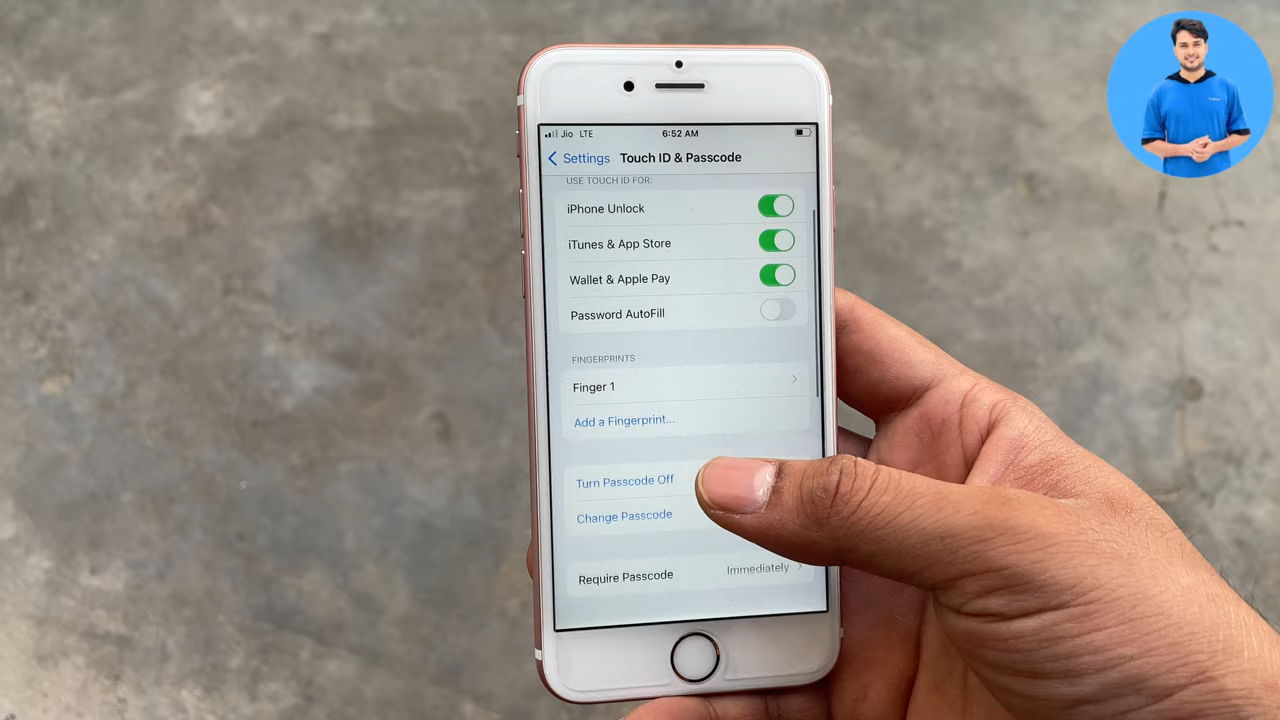 Jio LTE 6:52 AM
Settings Touch ID & Passcode
USE TOUCH ID FOR:
iPhone Unlock
iTunes & App Store
Wallet & Apple Pay
Password AutoFill
FINGERPRINTS
Finger 1
Add a Fingerprint...
Turn Passcode Off
Change Passcode
Require Passcode Immediately